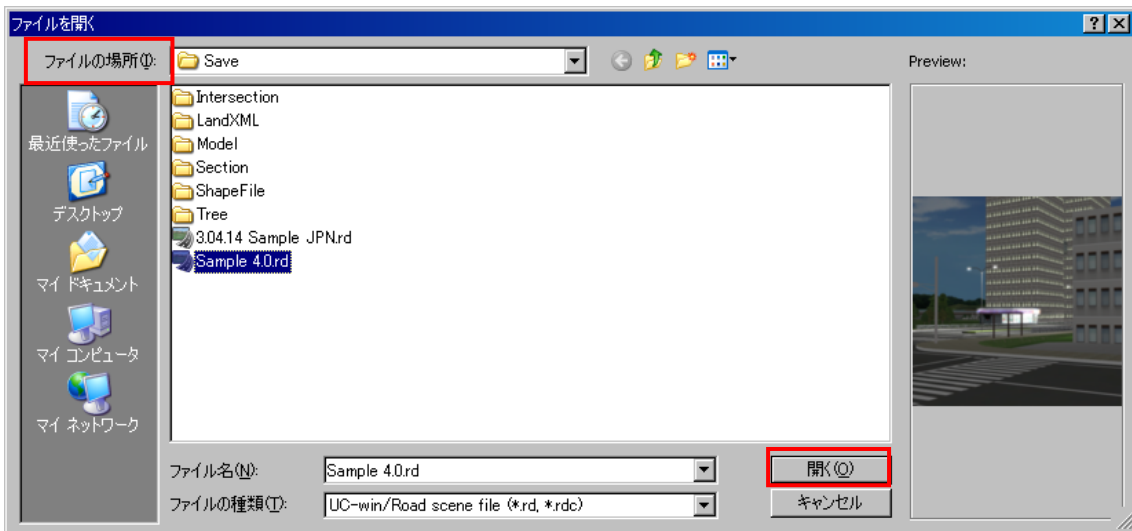 ファイルを開く
ファイルの場所(I):
Save
Preview:
最近使ったファイル
デスクトップ
マイ ドキュメント
マイ コンピュータ
マイ ネットワーク
Intersection
LandXML
Model
Section
ShapeFile
Tree
3.04.14 Sample JPN.rd
Sample 4.0.rd
ファイル名(N):
Sample 4.0.rd
開く(O)
ファイルの種類(T):
UC-win/Road scene file (*.rd, *.rdc)
キャンセル